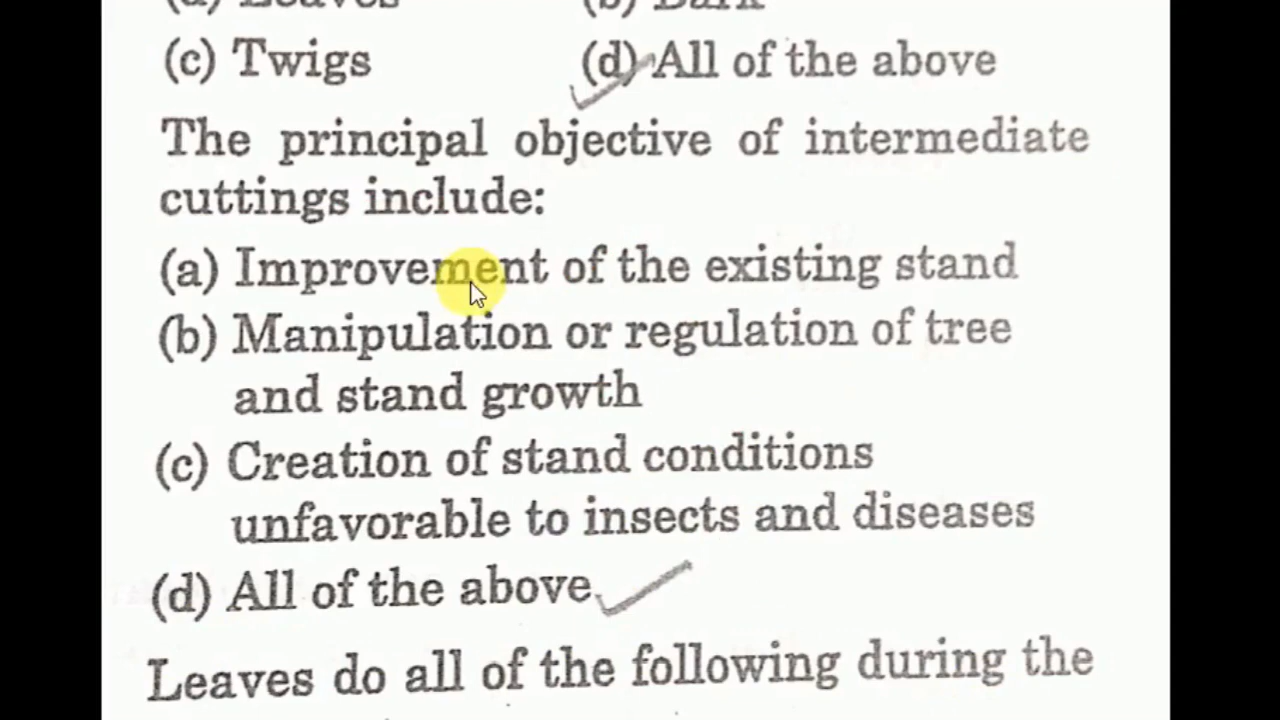 (c) Twigs (d) All of the above
The principal objective of intermediate
cuttings include:
(a) Improvement of the existing stand
(b) Manipulation or regulation of tree
and stand growth
(c) Creation of stand conditions
unfavorable to insects and diseases
(d) All of the above
Leaves do all of the following during the